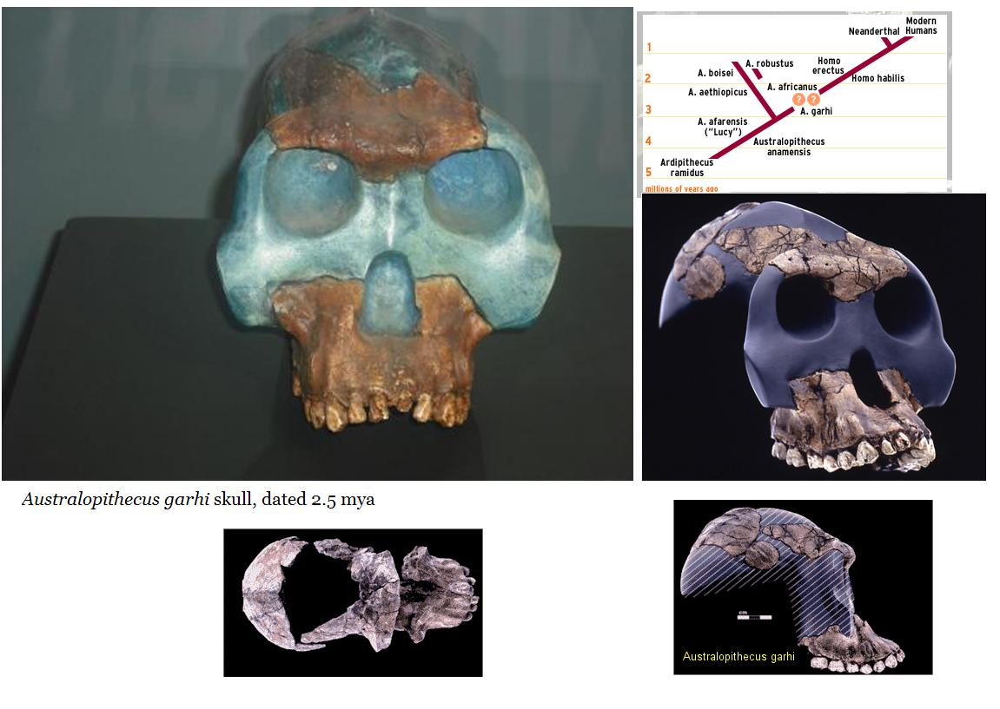 Modern
Humans
Neanderthal
1
A. robustus
Homo
erectus
A. boisei
2
Homo habilis
A. africanus
A. aethiopicus
? ?
3
A. garhi
A. afarensis
("Lucy")
4
Australopithecus
anamensis
Ardipithecus
ramidus
5
millions of years ago
Australopithecus garhi skull, dated 2.5 mya
cm
Australopithecus garhi